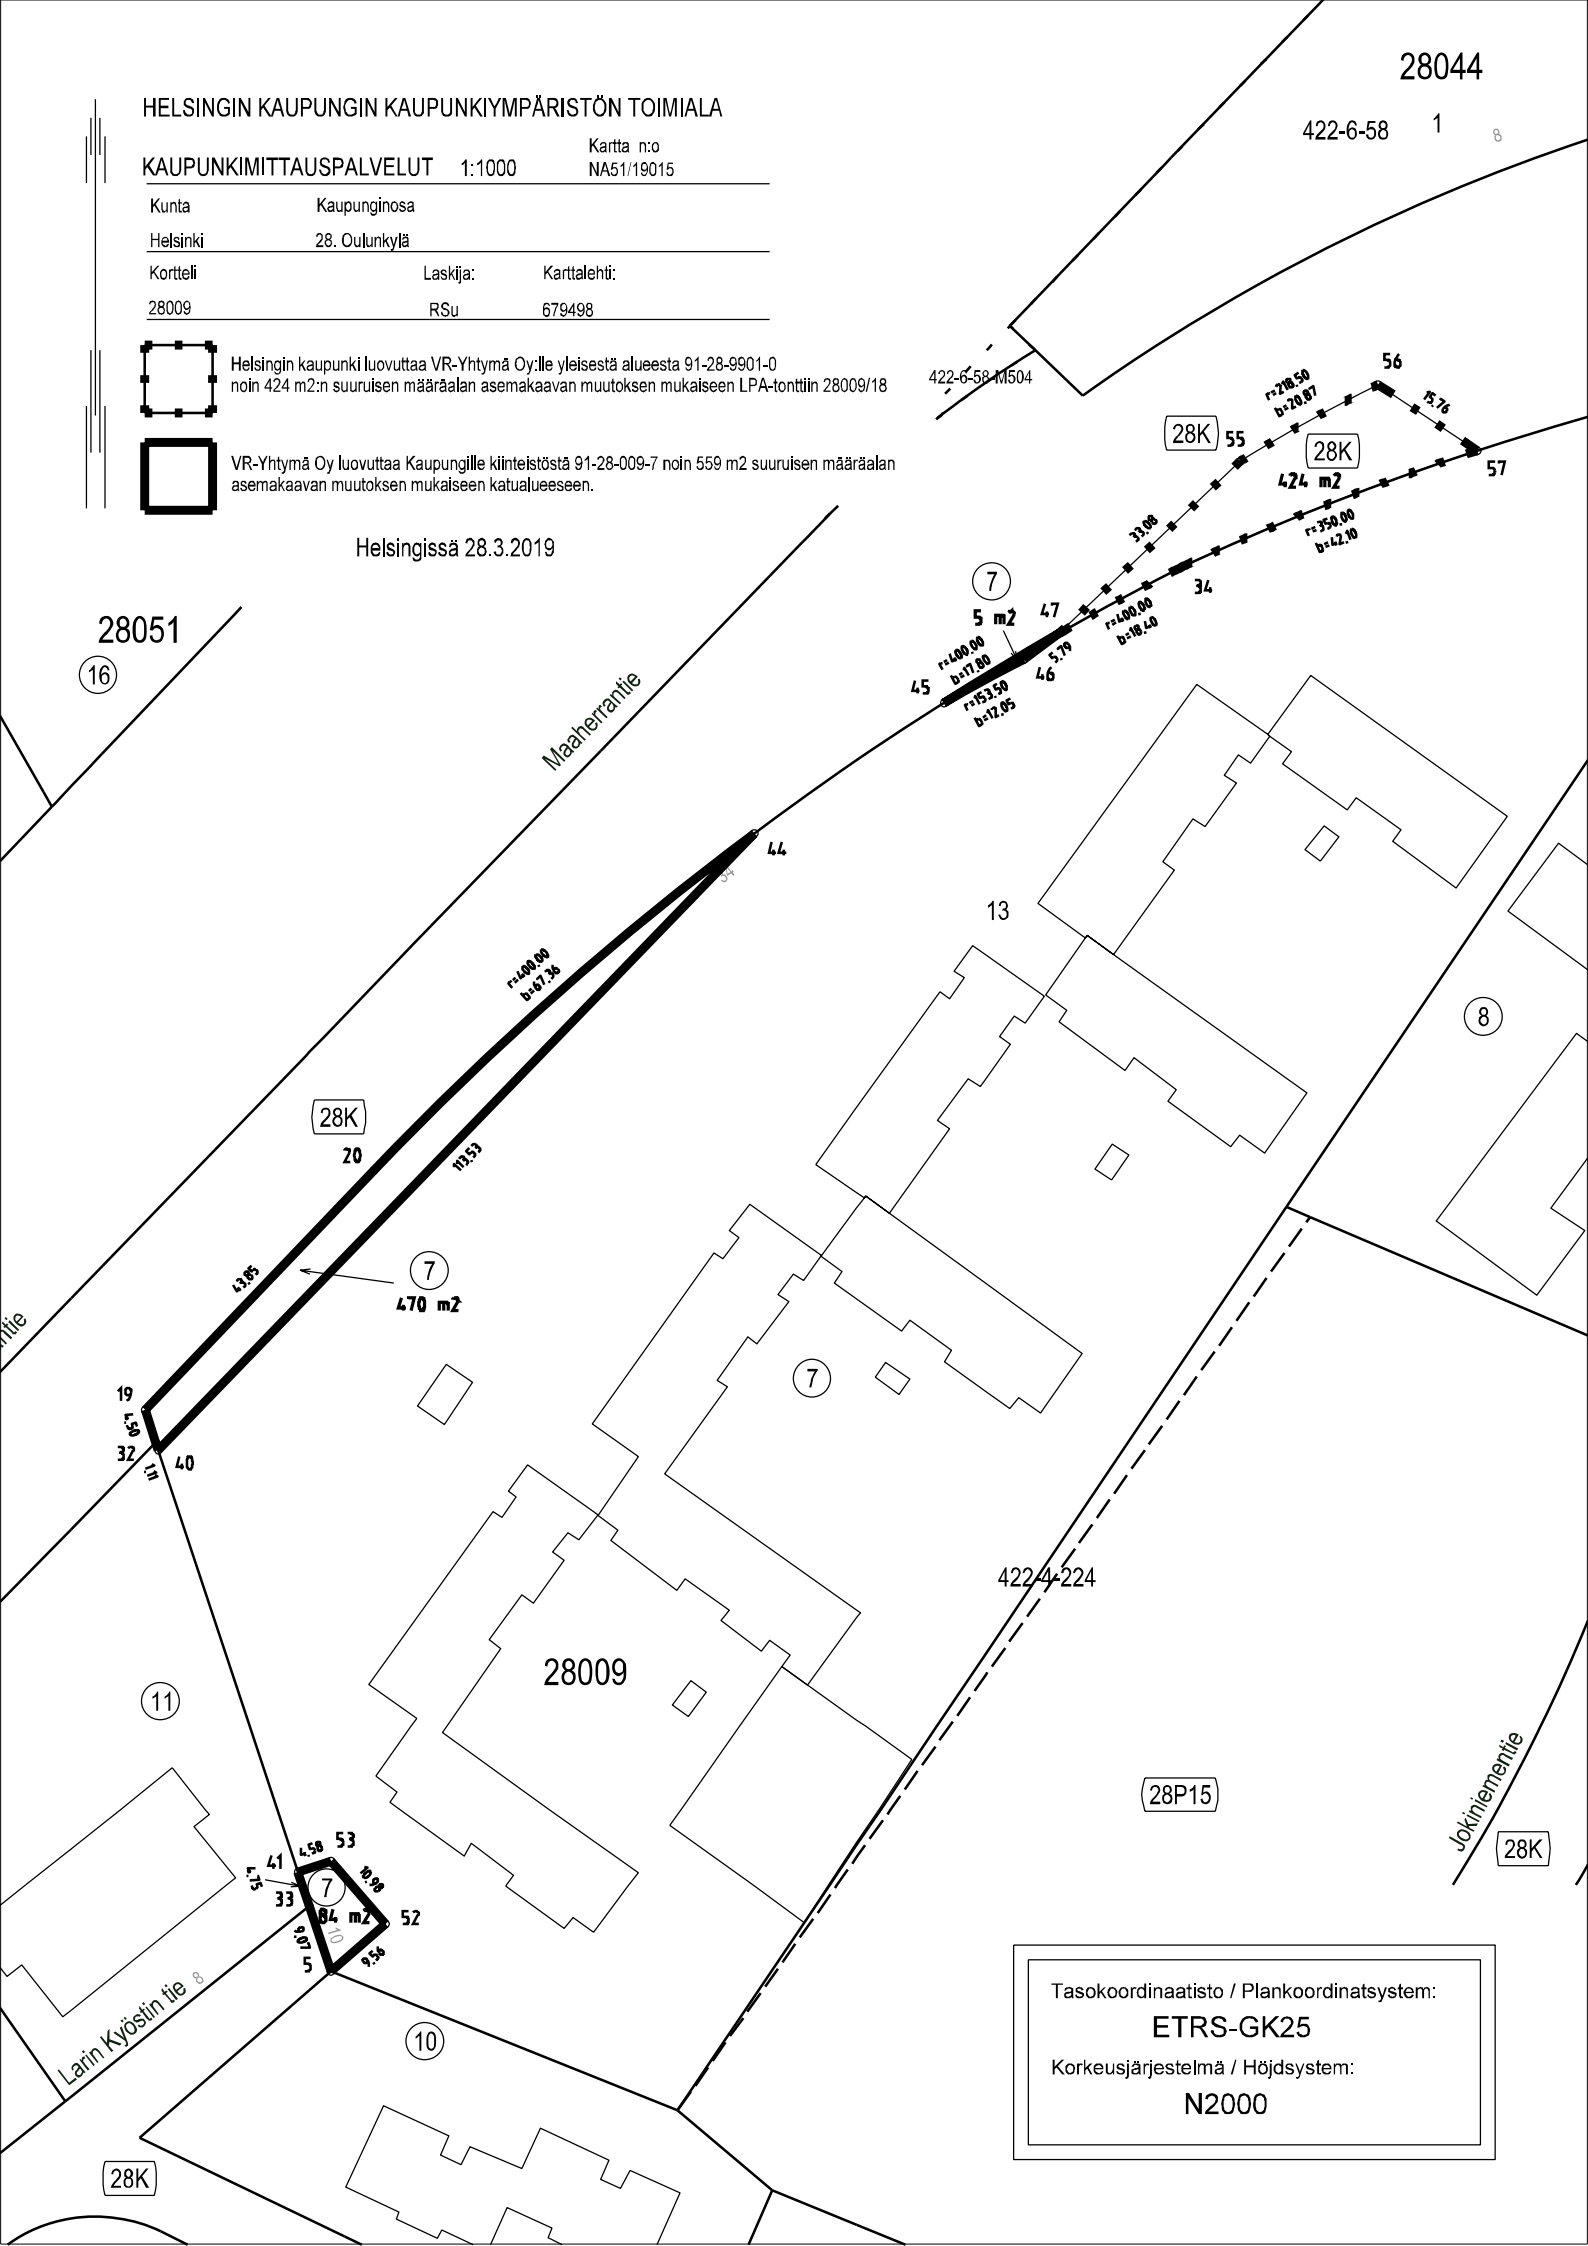 28044
422-6-58 1 8
HELSINGIN KAUPUNGIN KAUPUNKIYMPÄRISTÖN TOIMIALA
KAUPUNKIMITTAUSPALVELUT 1:1000
Kartta n:o
NA51/19015
Kunta Kaupunginosa
Helsinki 28. Oulunkylä
Kortteli Laskija: Karttalehti:
28009 RSu 679498
Helsingin kaupunki luovuttaa VR-Yhtymä Oy:lle yleisestä alueesta 91-28-9901-0
noin 424 m2:n suuruisen määräalan asemakaavan muutoksen mukaiseen LPA-tonttiin 28009/18
VR-Yhtymä Oy luovuttaa Kaupungille kiinteistöstä 91-28-009-7 noin 559 m2 suuruisen määräalan
asemakaavan muutoksen mukaiseen katualueeseen.
Helsingissä 28.3.2019
422-6-58-M504
56
r=218.50
b=20.87
15.76
28K
55
28K
424 m2
57
r=350.00
b=42.10
33.08
34
7
5 m2
47
r=400.00
b=18.40
r=400.00
b=17.80
5.79
46
45
r=153.50
b=12.05
28051
16
Maaherrantie
44
34
13
r=400.00
b=67.36
8
28K
20
113.53
43.85
7
470 m2
ntie
19
4.50
32
1.11
40
7
422-4-224
28009
11
28P15
Jokiniementie
28K
53
4.58
41
4.75
33
7
10.98
84 m2
52
10
9.07
5
9.56
Larin Kyöstin tie 8
10
28K
Tasokoordinaatisto / Plankoordinatsystem:
ETRS-GK25
Korkeusjärjestelmä / Höjdsystem:
N2000